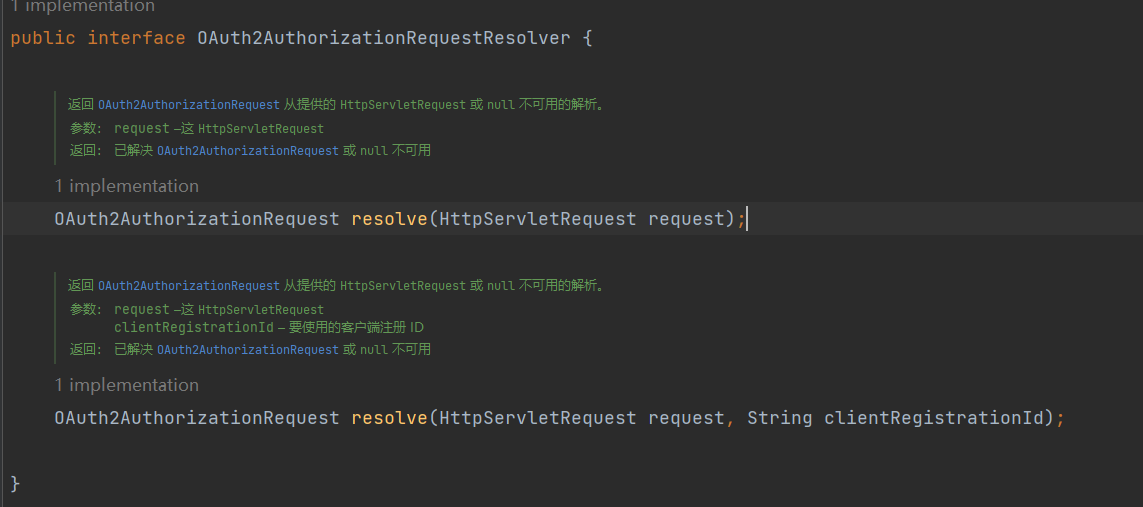 1 implementation
public interface OAuth2AuthorizationRequestResolver {
返回 OAuth2AuthorizationRequest 从提供的 HttpServletRequest 或 null 不可用的解析。
参数: request –这 HttpServletRequest
返回: 已解决 OAuth2AuthorizationRequest 或 null 不可用
1 implementation
OAuth2AuthorizationRequest resolve(HttpServletRequest request);
返回 OAuth2AuthorizationRequest 从提供的 HttpServletRequest 或 null 不可用的解析。
参数: request –这 HttpServletRequest
clientRegistrationId – 要使用的客户端注册 ID
返回: 已解决 OAuth2AuthorizationRequest 或 null 不可用
1 implementation
OAuth2AuthorizationRequest resolve(HttpServletRequest request, String clientRegistrationId);
}